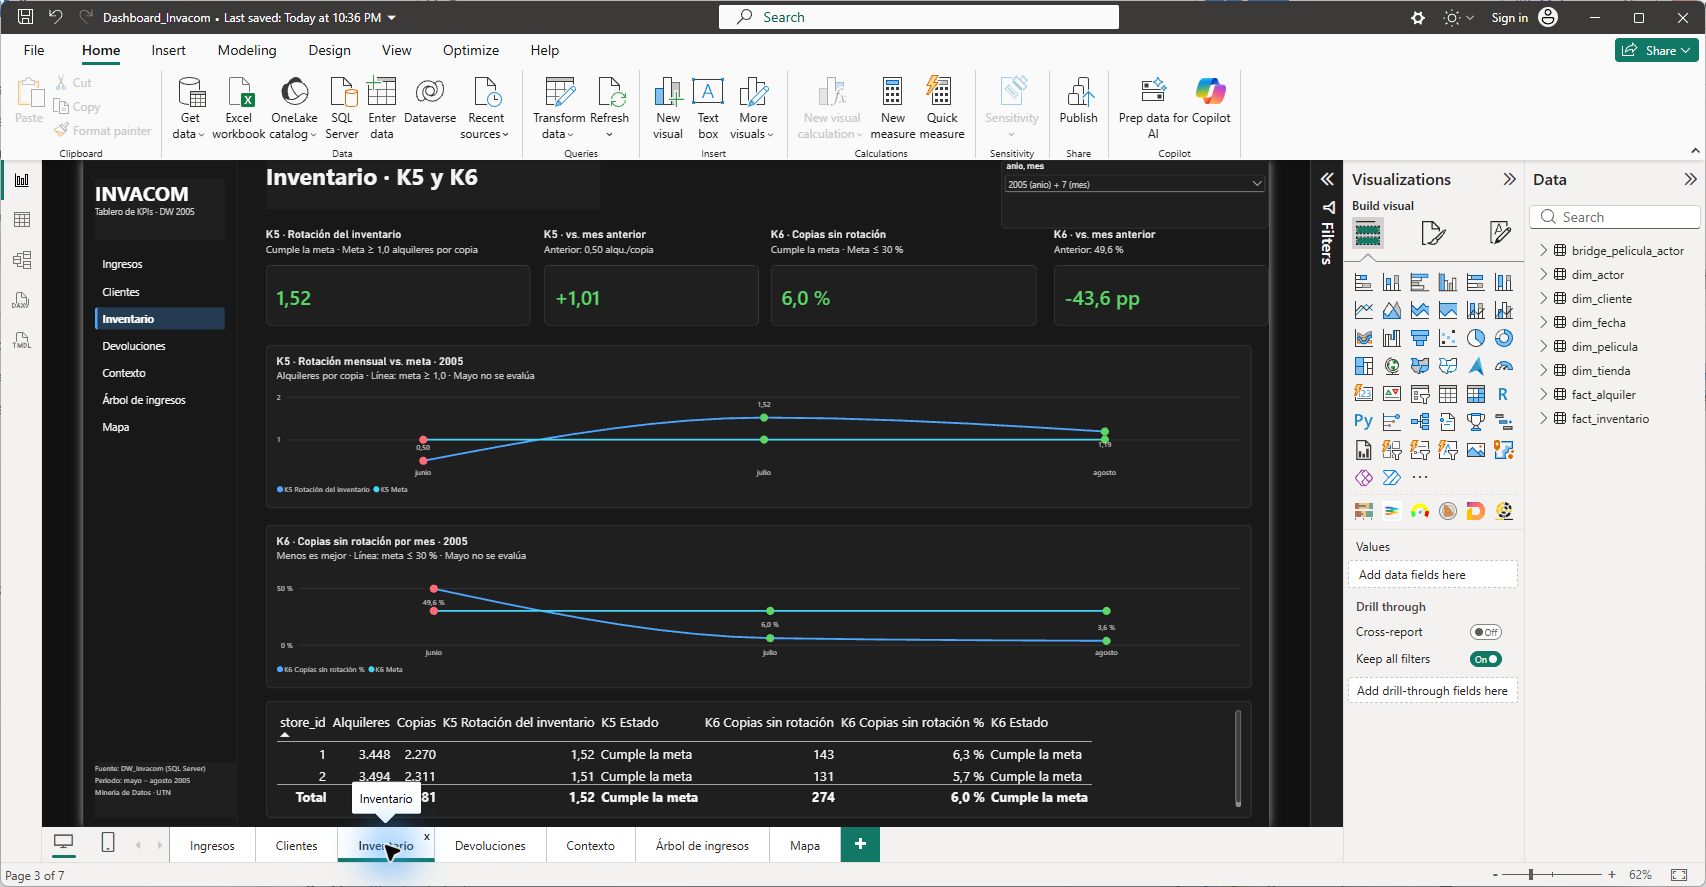 Dashboard_Invacom • Last saved: Today at 10:36 PM
Search
Sign in
File Home Insert Modeling Design View Optimize Help
Share
Paste
Cut
Copy
Format painter
Clipboard
Get data
Excel workbook
OneLake catalog
SQL Server
Enter data
Dataverse
Recent sources
Data
Transform data
Refresh
Queries
New visual
Text box
More visuals
Insert
New visual calculation
New measure
Quick measure
Calculations
Sensitivity
Sensitivity
Publish
Share
Prep data for AI
Copilot
Copilot
INVACOM
Tablero de KPIs · DW 2005
Ingresos
Clientes
Inventario
Devoluciones
Contexto
Árbol de ingresos
Mapa
Fuente: DW_Invacom (SQL Server)
Periodo: mayo – agosto 2005
Minería de Datos · UTN
Inventario · K5 y K6
anio, mes
2005 (anio) + 7 (mes)
K5 · Rotación del inventario
Cumple la meta · Meta ≥ 1,0 alquileres por copia
1,52
K5 · vs. mes anterior
Anterior: 0,50 alqu./copia
+1,01
K6 · Copias sin rotación
Cumple la meta · Meta ≤ 30 %
6,0 %
K6 · vs. mes anterior
Anterior: 49,6 %
-43,6 pp
K5 · Rotación mensual vs. meta · 2005
Alquileres por copia · Línea: meta ≥ 1,0 · Mayo no se evalúa
2
1
0,50
1,52
1,19
junio julio agosto
K5 Rotación del inventario K5 Meta
K6 · Copias sin rotación por mes · 2005
Menos es mejor · Línea: meta ≤ 30 % · Mayo no se evalúa
50 %
0 %
49,6 %
6,0 %
3,6 %
junio julio agosto
K6 Copias sin rotación % K6 Meta
store_id Alquileres Copias K5 Rotación del inventario K5 Estado K6 Copias sin rotación K6 Copias sin rotación % K6 Estado
1 3.448 2.270 1,52 Cumple la meta 143 6,3 % Cumple la meta
2 3.494 2.311 1,51 Cumple la meta 131 5,7 % Cumple la meta
Total 81 1,52 Cumple la meta 274 6,0 % Cumple la meta
Inventario
Filters
Visualizations
Build visual
Values
Add data fields here
Drill through
Cross-report Off
Keep all filters On
Add drill-through fields here
Data
Search
bridge_pelicula_actor
dim_actor
dim_cliente
dim_fecha
dim_pelicula
dim_tienda
fact_alquiler
fact_inventario
Ingresos Clientes Inventario x Devoluciones Contexto Árbol de ingresos Mapa +
Page 3 of 7
- + 62%